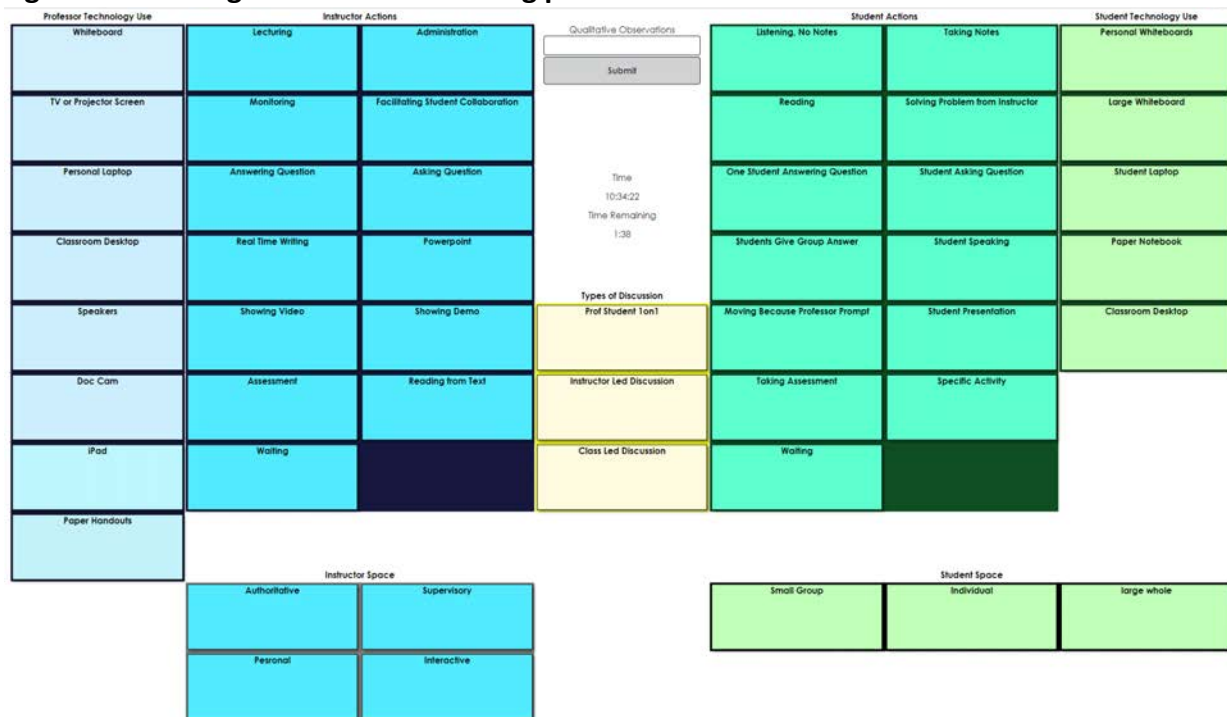 Professor Technology Use
Instructor Actions
Student Actions
Student Technology Use
Whiteboard
Lecturing
Administration
Qualitative Observations
Submit
Listening, No Notes
Taking Notes
Personal Whiteboards
TV or Projector Screen
Monitoring
Facilitating Student Collaboration
Reading
Solving Problem from Instructor
Large Whiteboard
Personal Laptop
Answering Question
Asking Question
Time
10:34:22
Time Remaining
1:38
One Student Answering Question
Student Asking Question
Student Laptop
Classroom Desktop
Real Time Writing
Powerpoint
Students Give Group Answer
Student Speaking
Paper Notebook
Types of Discussion
Speakers
Showing Video
Showing Demo
Prof Student 1on1
Moving Because Professor Prompt
Student Presentation
Classroom Desktop
Doc Cam
Assessment
Reading from Text
Instructor Led Discussion
Taking Assessment
Specific Activity
iPad
Waiting
Class Led Discussion
Waiting
Paper Handouts
Instructor Space
Student Space
Authoritative
Supervisory
Small Group
Individual
large whole
Pesronal
Interactive